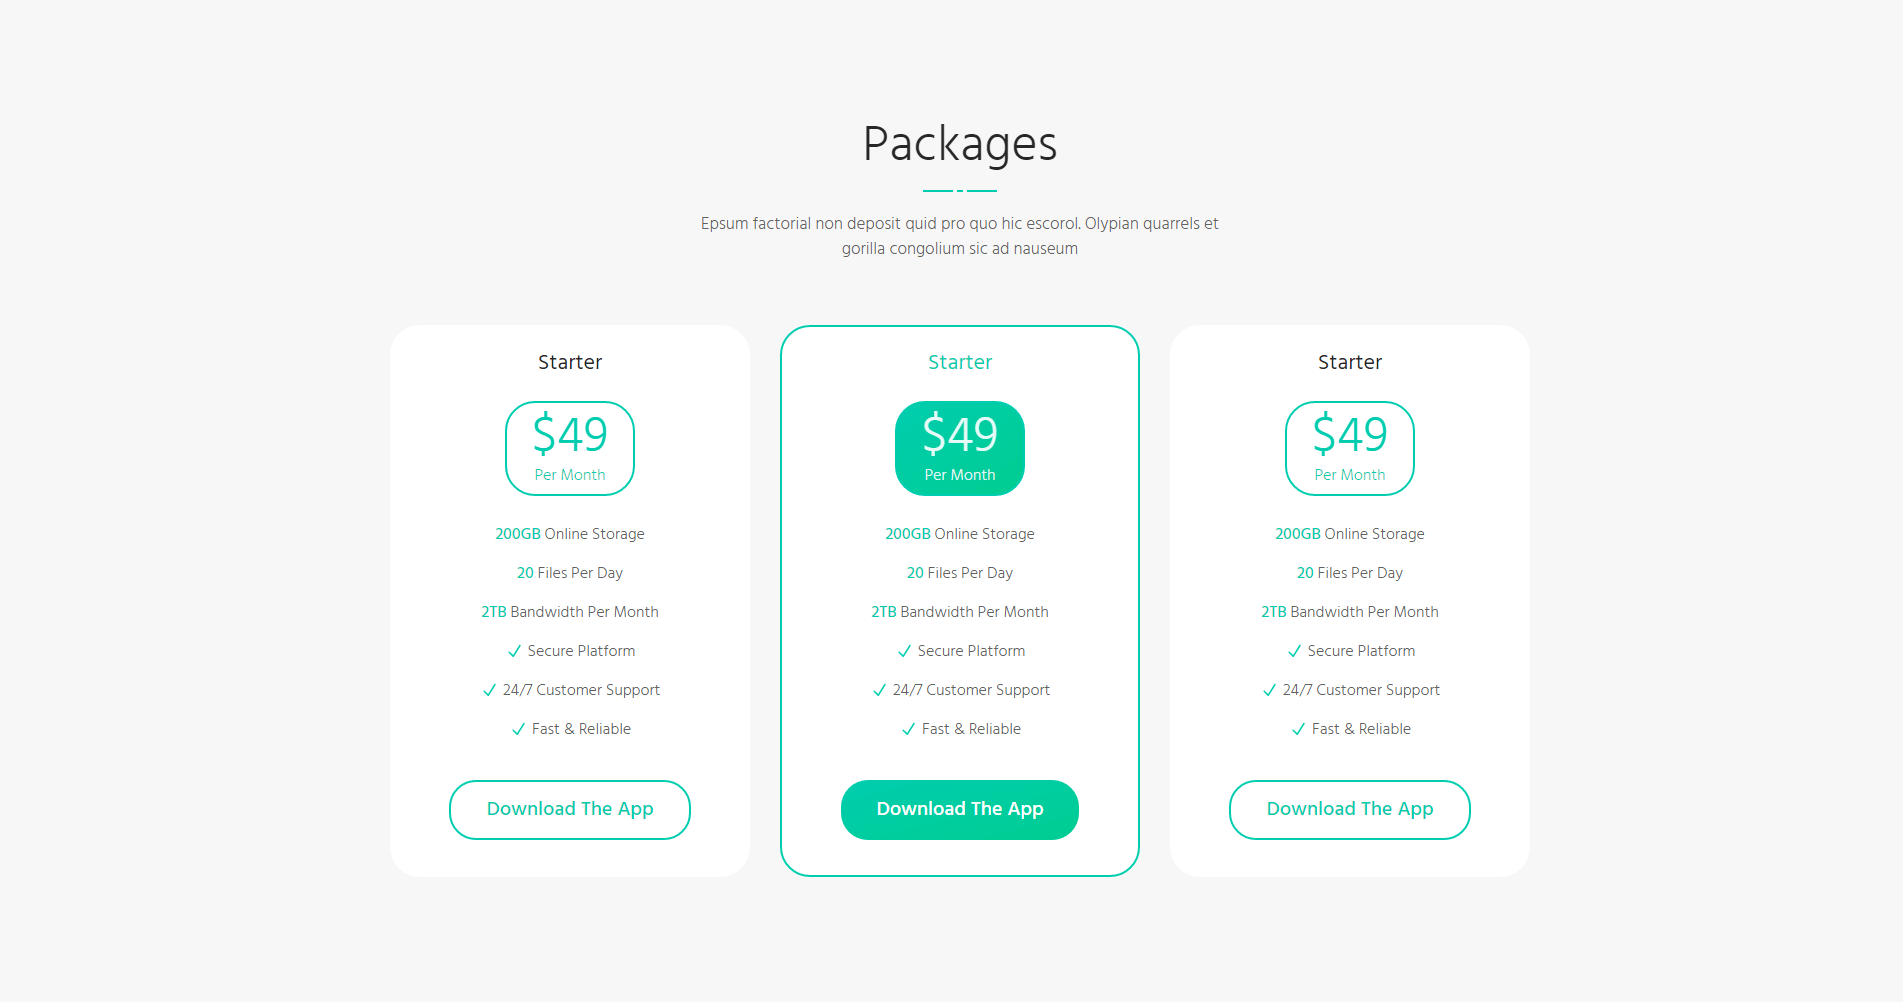 Packages
Epsum factorial non deposit quid pro quo hic escorol. Olypian quarrels et
gorilla congolium sic ad nauseum
Starter
$49
Per Month
200GB Online Storage
20 Files Per Day
2TB Bandwidth Per Month
Secure Platform
24/7 Customer Support
Fast & Reliable
Download The App
Starter
$49
Per Month
200GB Online Storage
20 Files Per Day
2TB Bandwidth Per Month
Secure Platform
24/7 Customer Support
Fast & Reliable
Download The App
Starter
$49
Per Month
200GB Online Storage
20 Files Per Day
2TB Bandwidth Per Month
Secure Platform
24/7 Customer Support
Fast & Reliable
Download The App